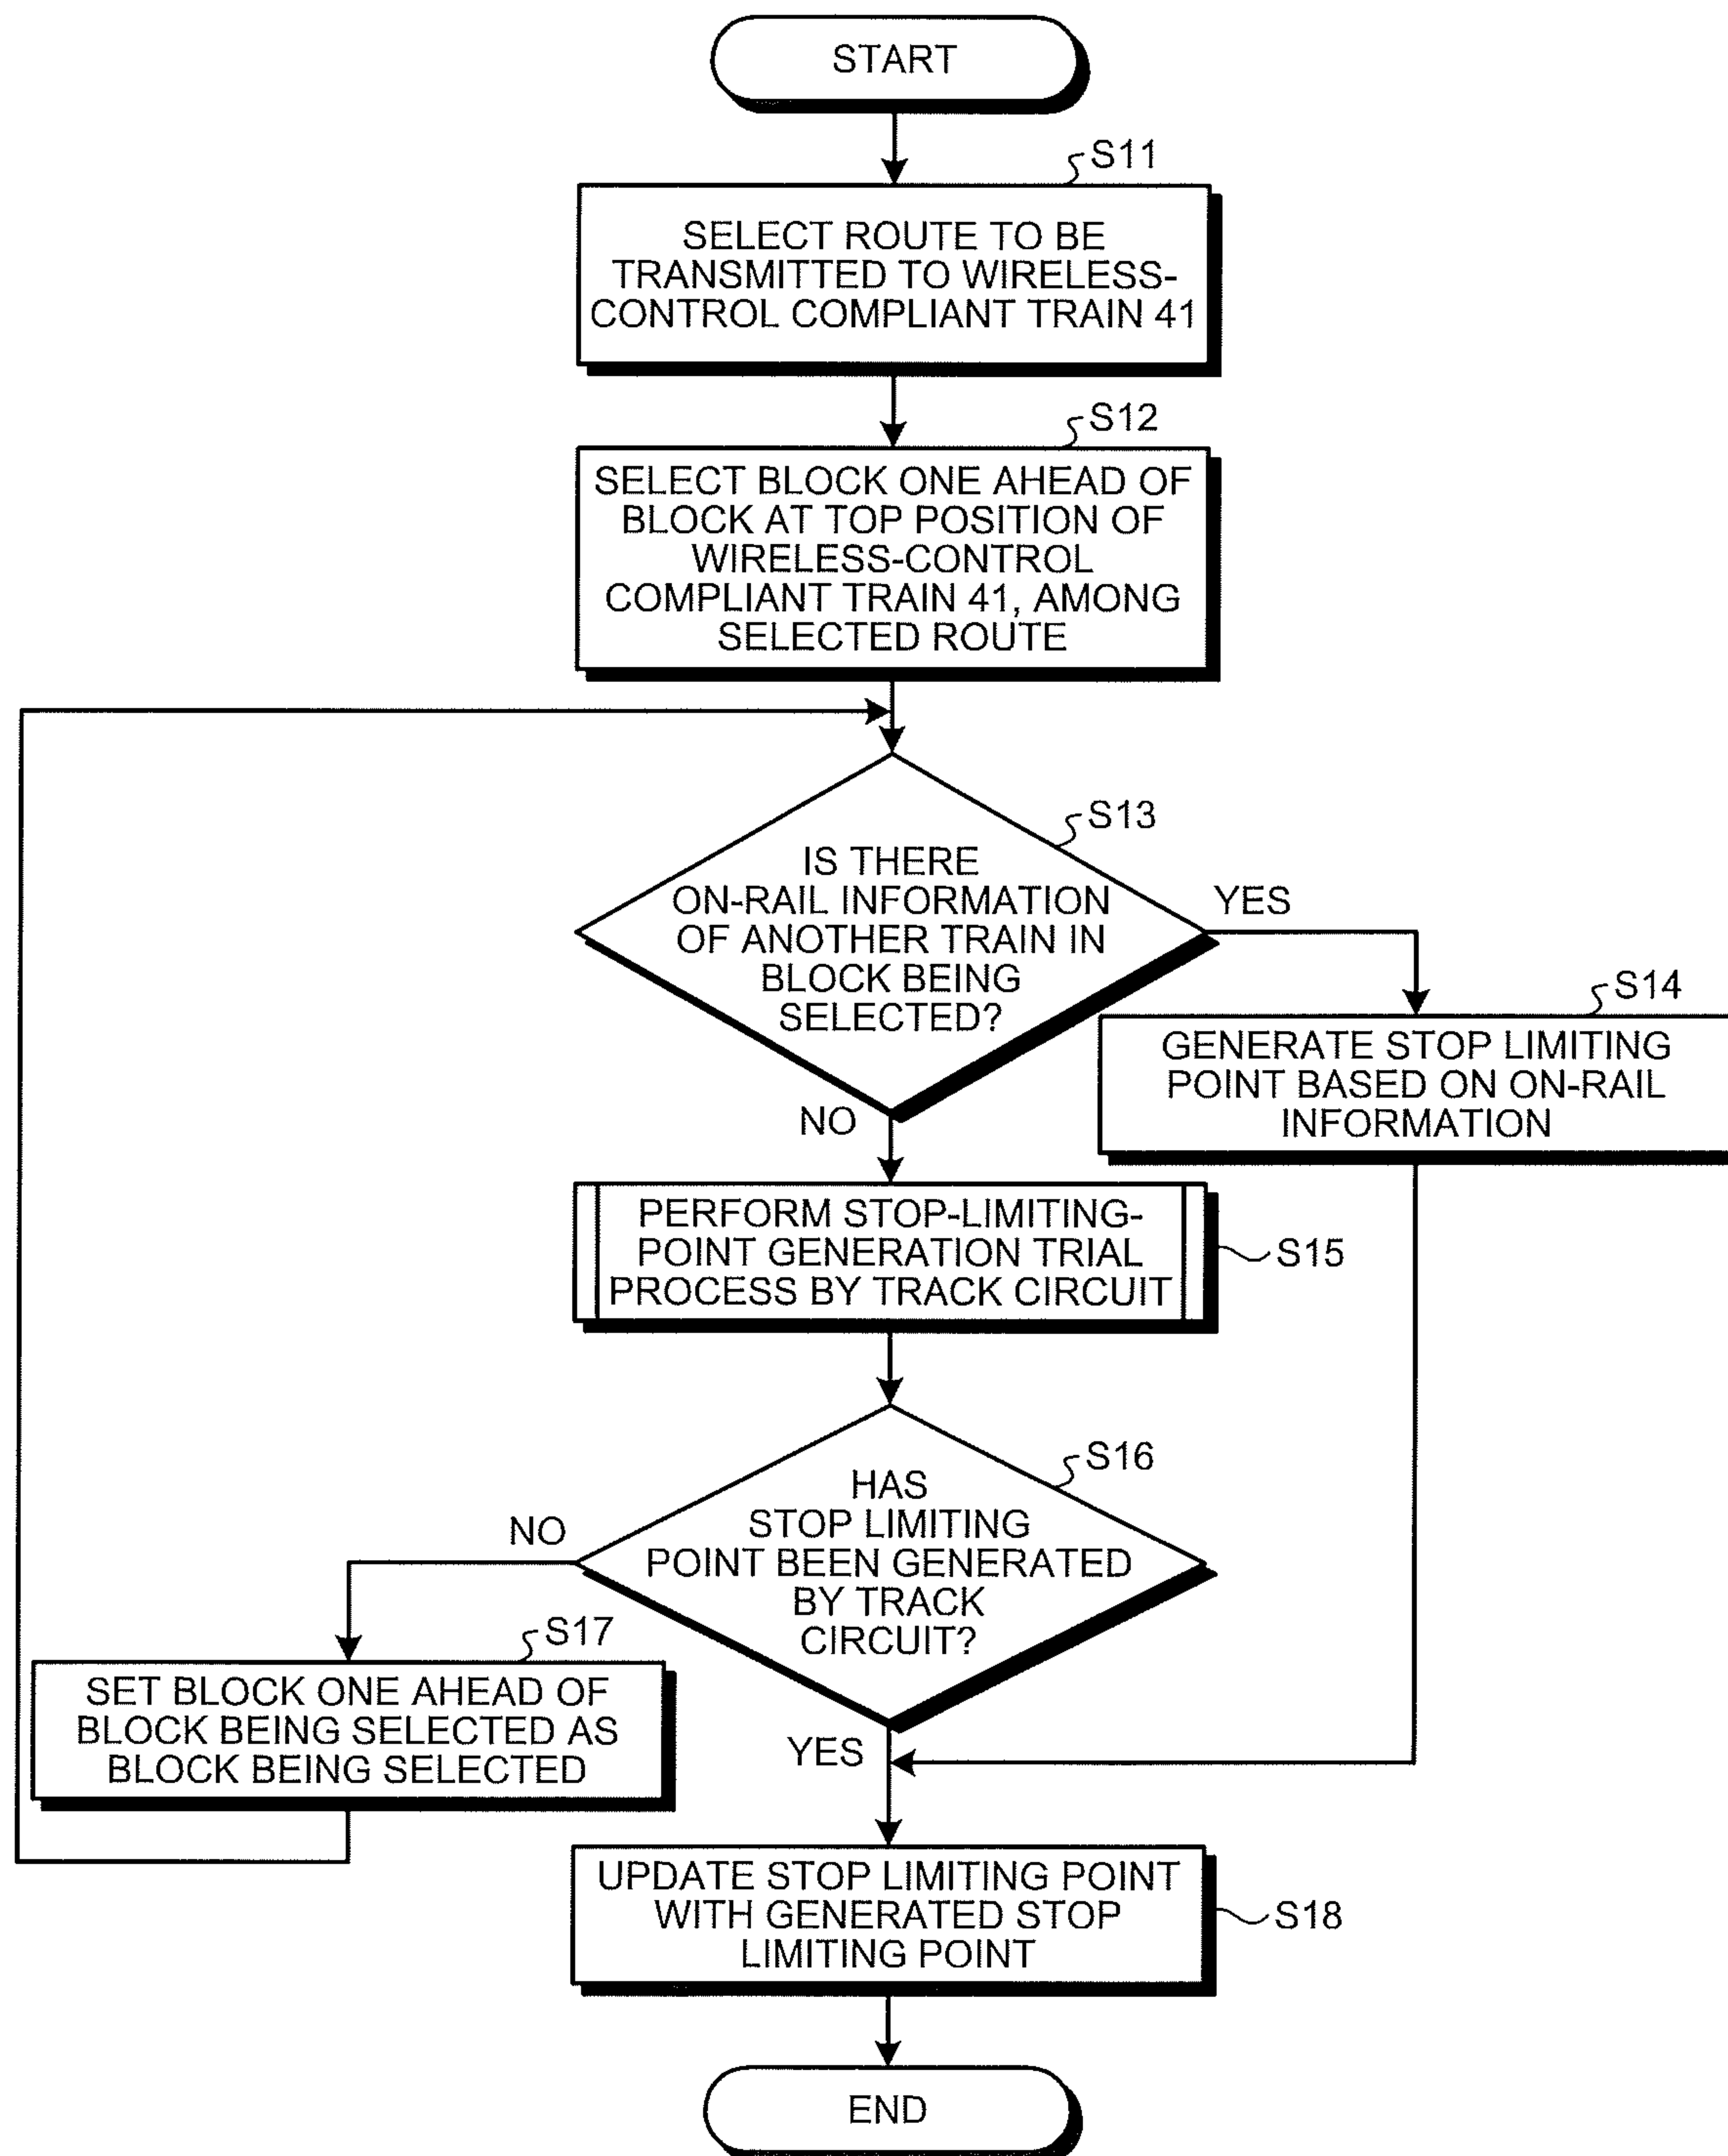 START
S11
SELECT ROUTE TO BE
TRANSMITTED TO WIRELESS-
CONTROL COMPLIANT TRAIN 41
S12
SELECT BLOCK ONE AHEAD OF
BLOCK AT TOP POSITION OF
WIRELESS-CONTROL
COMPLIANT TRAIN 41, AMONG
SELECTED ROUTE
S13
IS THERE
ON-RAIL INFORMATION
OF ANOTHER TRAIN IN
BLOCK BEING
SELECTED?
YES
S14
GENERATE STOP LIMITING
POINT BASED ON ON-RAIL
INFORMATION
NO
PERFORM STOP-LIMITING-
POINT GENERATION TRIAL
PROCESS BY TRACK CIRCUIT
S15
S16
HAS
STOP LIMITING
POINT BEEN GENERATED
BY TRACK
CIRCUIT?
NO
S17
SET BLOCK ONE AHEAD OF
BLOCK BEING SELECTED AS
BLOCK BEING SELECTED
YES
UPDATE STOP LIMITING POINT
WITH GENERATED STOP
LIMITING POINT
S18
END